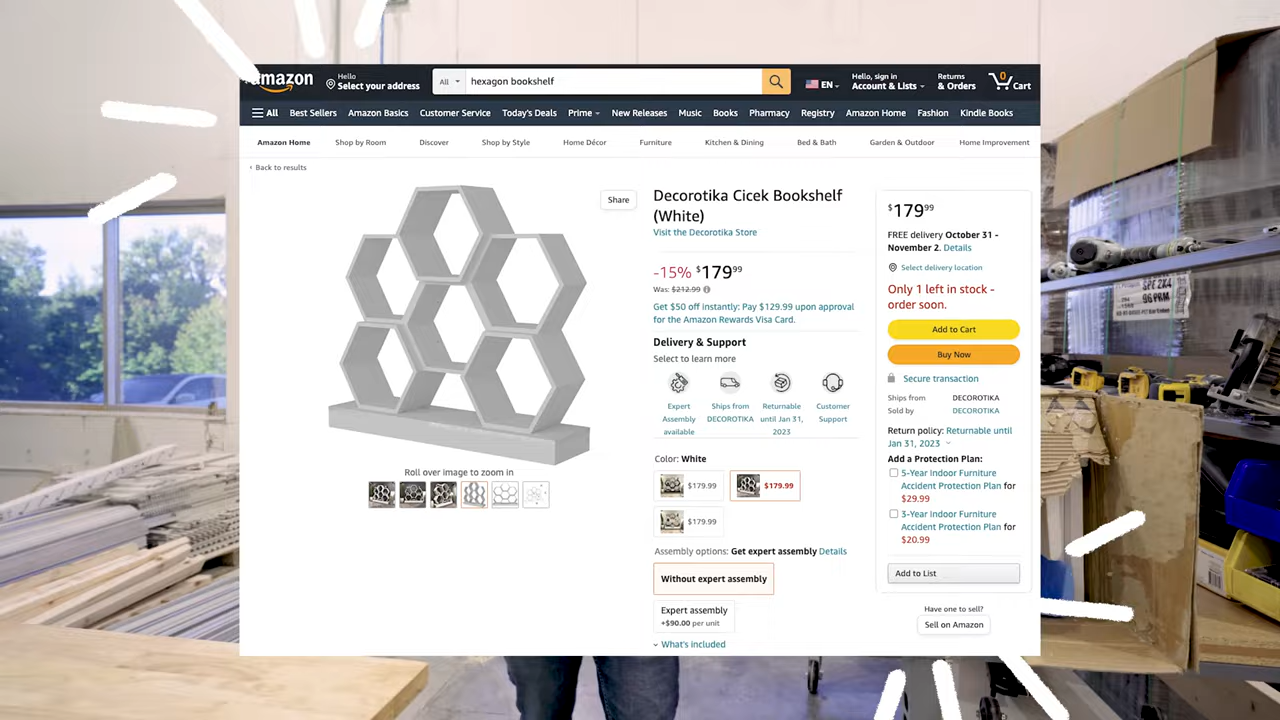 amazon
Hello
Select your address
All
hexagon bookshelf
EN
Hello, sign in
Account & Lists
Returns
& Orders
0
Cart
All Best Sellers Amazon Basics Customer Service Today's Deals Prime New Releases Music Books Pharmacy Registry Amazon Home Fashion Kindle Books
Amazon Home Shop by Room Discover Shop by Style Home Décor Furniture Kitchen & Dining Bed & Bath Garden & Outdoor Home Improvement
‹ Back to results
Share
Roll over image to zoom in
Decorotika Cicek Bookshelf
(White)
Visit the Decorotika Store
-15% $179.99
Was: $212.99
Get $50 off instantly: Pay $129.99 upon approval
for the Amazon Rewards Visa Card.
Delivery & Support
Select to learn more
Expert
Assembly
available
Ships from
DECOROTIKA
Returnable
until Jan 31,
2023
Customer
Support
Color: White
$179.99
$179.99
$179.99
Assembly options: Get expert assembly Details
Without expert assembly
Expert assembly
+$90.00 per unit
What's included
$179.99
FREE delivery October 31 -
November 2. Details
Select delivery location
Only 1 left in stock -
order soon.
Add to Cart
Buy Now
Secure transaction
Ships from DECOROTIKA
Sold by DECOROTIKA
Return policy: Returnable until
Jan 31, 2023
Add a Protection Plan:
5-Year Indoor Furniture
Accident Protection Plan for
$29.99
3-Year Indoor Furniture
Accident Protection Plan for
$20.99
Add to List
Have one to sell?
Sell on Amazon